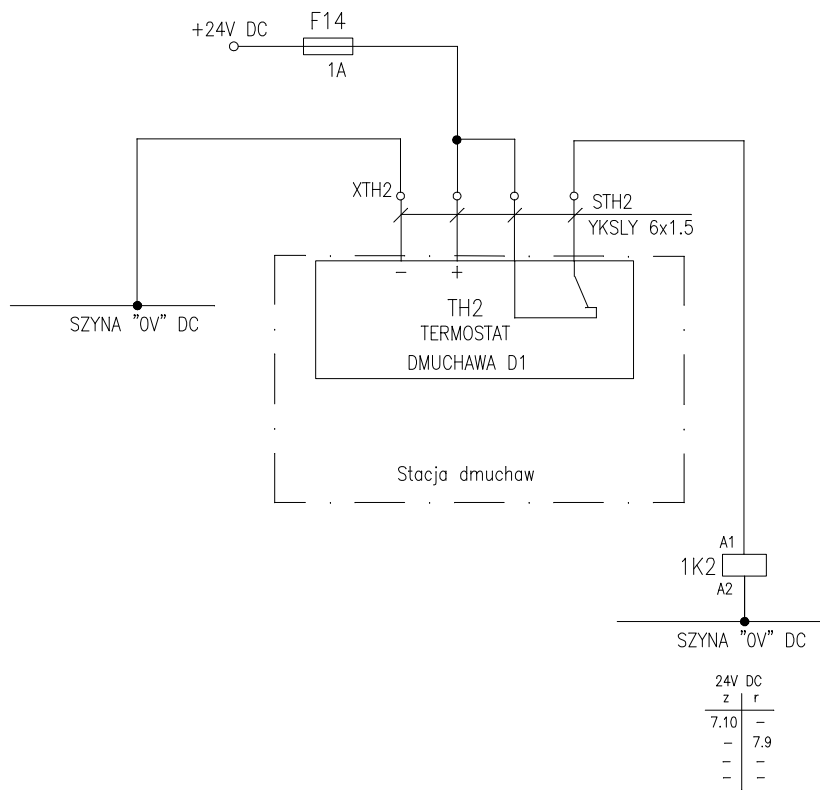 F14
+24V DC
1A
XTH2
STH2
YKSLY 6x1.5
- +
TH2
TERMOSTAT
DMUCHAWA D1
SZYNA "0V" DC
Stacja dmuchaw
A1
1K2
A2
SZYNA "0V" DC
24V DC
z r
7.10 -
- 7.9
- -
- -